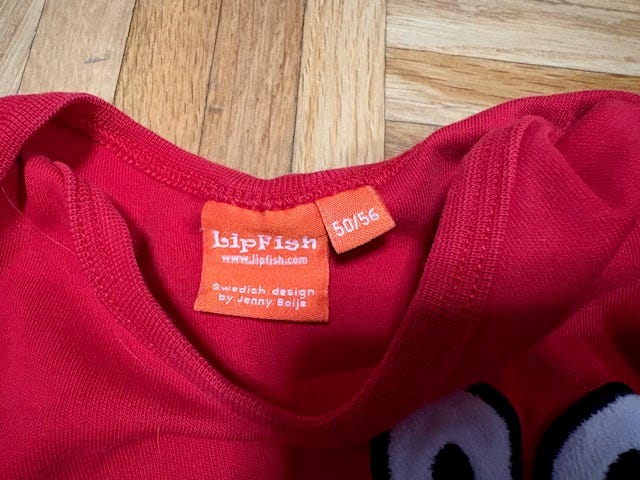 LipFish
www.lipfish.com
Swedish design
by Jenny Boije
50/56